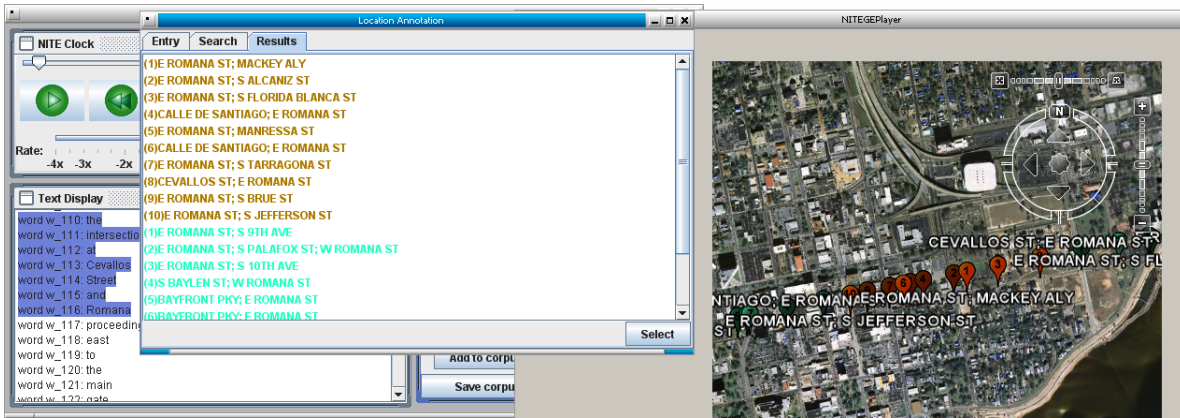 Location Annotation
NITEGEPlayer
NITE Clock
Rate:
-4x -3x -2x
Text Display
word w_110: the
word w_111: intersectio
word w_112: at
word w_113: Cevallos
word w_114: Street
word w_115: and
word w_116: Romana
word w_117: proceeding
word w_118: east
word w_119: to
word w_120: the
word w_121: main
word w_122: gate
Entry Search Results
(1)E ROMANA ST; MACKEY ALY
(2)E ROMANA ST; S ALCANIZ ST
(3)E ROMANA ST; S FLORIDA BLANCA ST
(4)CALLE DE SANTIAGO; E ROMANA ST
(5)E ROMANA ST; MANRESSA ST
(6)CALLE DE SANTIAGO; E ROMANA ST
(7)E ROMANA ST; S TARRAGONA ST
(8)CEVALLOS ST; E ROMANA ST
(9)E ROMANA ST; S BRUE ST
(10)E ROMANA ST; S JEFFERSON ST
(1)E ROMANA ST; S 9TH AVE
(2)E ROMANA ST; S PALAFOX ST; W ROMANA ST
(3)E ROMANA ST; S 10TH AVE
(4)S BAYLEN ST; W ROMANA ST
(5)BAYFRONT PKY; E ROMANA ST
(6)BAYFRONT PKY; E ROMANA ST
Select
Add to corpu
Save corpu
N
CEVALLOS ST; E ROMANA ST
E ROMANA ST; S FL
NTIAGO; E ROMANA
E ROMANA ST; MACKEY ALY
E ROMANA ST; S JEFFERSON ST
ST